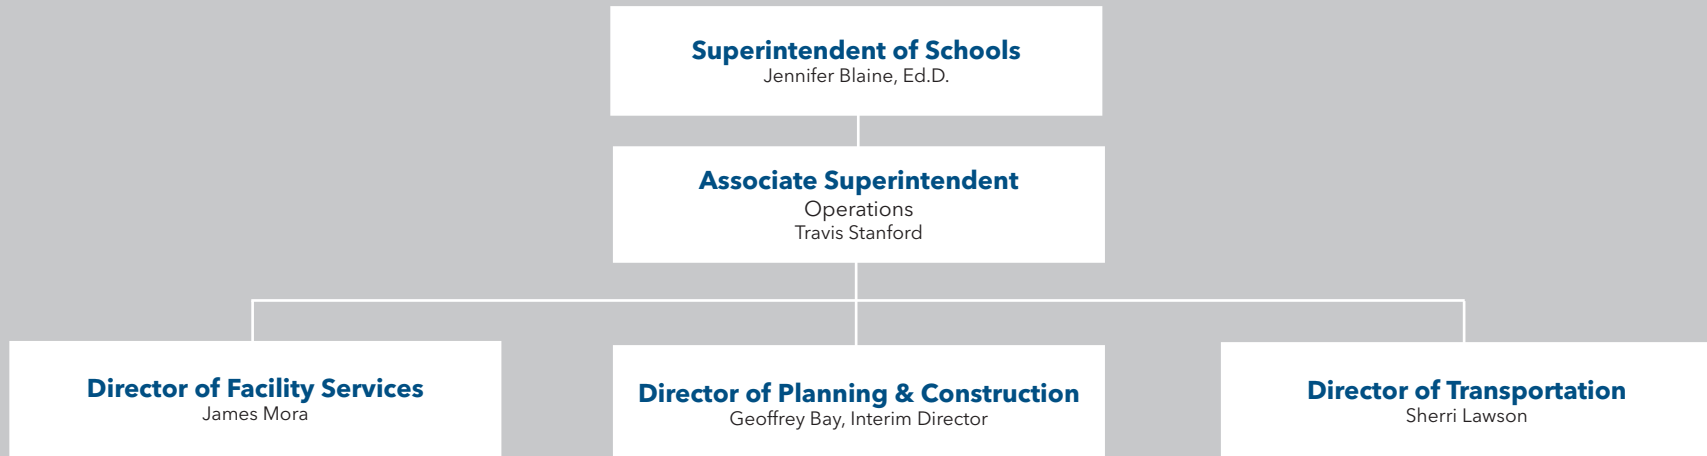 Superintendent of Schools
Jennifer Blaine, Ed.D.
Associate Superintendent
Operations
Travis Stanford
Director of Facility Services
James Mora
Director of Planning & Construction
Geoffrey Bay, Interim Director
Director of Transportation
Sherri Lawson